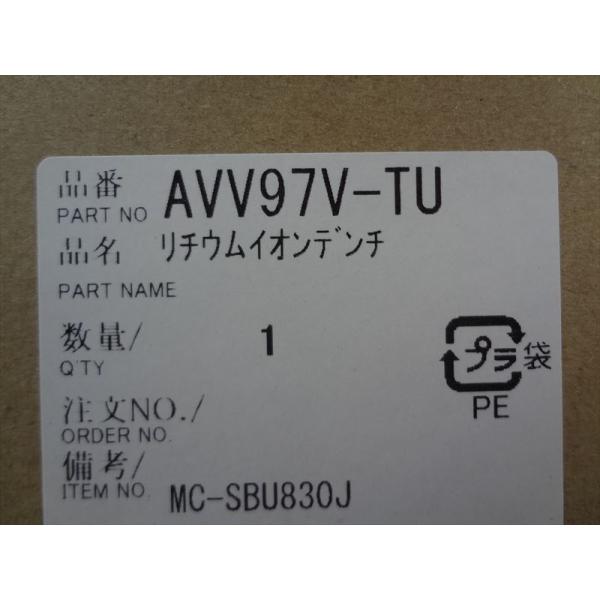 品番 AVV97V-TU
PART NO
品名 リチウムイオンデンチ
PART NAME
数量/ 1
Q'TY
プラ 袋
PE
注文NO./
ORDER NO.
備考/
ITEM NO. MC-SBU830J